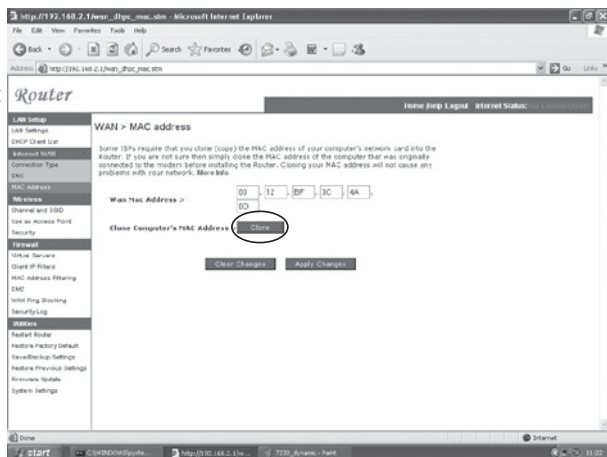 http://192.168.2.1/wan_dhpc_mac.stm - Microsoft Internet Explorer
File Edit View Favorites Tools Help
Back Search Favorites
Address http://192.168.2.1/wan_dhpc_mac.stm Go Links
Router
Home |Help |Logout Internet Status: No Connection
LAN Setup
LAN Settings
DHCP Client List
Internet WAN
Connection Type
DNS
MAC Address
Wireless
Channel and SSID
Use as Access Point
Security
Firewall
Virtual Servers
Client IP Filters
MAC Address Filtering
DMZ
WAN Ping Blocking
Security Log
Utilities
Restart Router
Restore Factory Default
Save/Backup Settings
Restore Previous Settings
Firmware Update
System Settings
WAN > MAC address
Some ISPs require that you clone (copy) the MAC address of your computer's network card into the
Router. If you are not sure then simply clone the MAC address of the computer that was originally
connected to the modem before installing the Router. Cloning your MAC address will not cause any
problems with your network. More Info
Wan Mac Address >
00 . 12 . BF . 3C . 4A .
0D
Clone Computer's MAC Address > Clone
Clear Changes Apply Changes
Done Internet
start http://192.168.2.1/w... - Paint 11:22